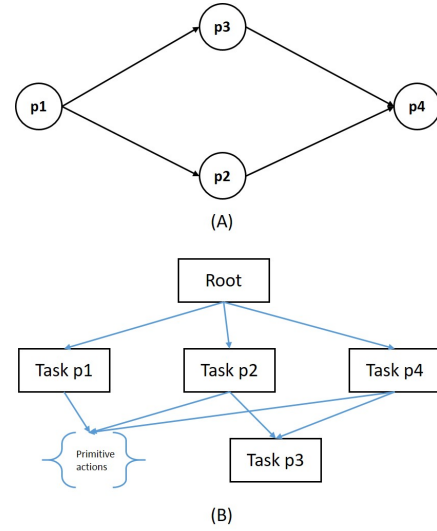 p3
p1
p4
p2
(A)
Root
Task p1
Task p2
Task p4
Primitive
actions
Task p3
(B)